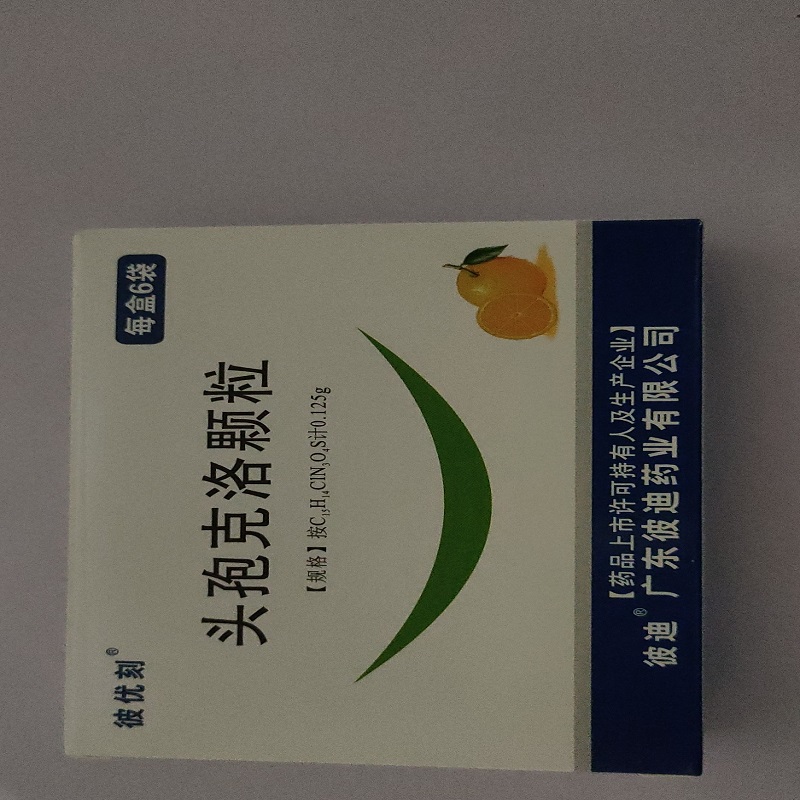 彼优刻®
每盒6袋
头孢克洛颗粒
【规格】按C₁₅H₁₄ClN₃O₄S计0.125g
【药品上市许可持有人及生产企业】
彼迪® 广东彼迪药业有限公司